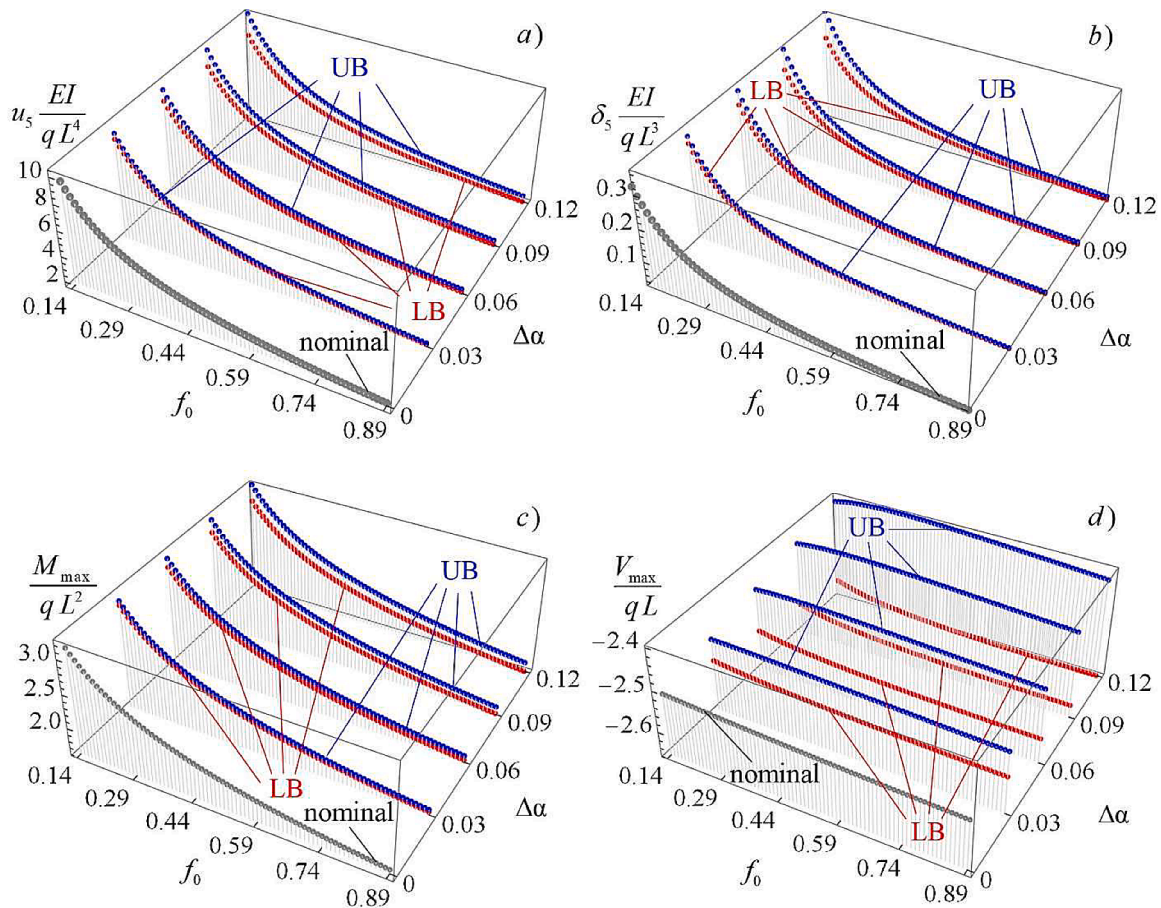 a)
UB
u₅ EI
qL⁴
10
8
6
4
2
0.14
0.29
0.44
0.59
0.74
0.89
f₀
nominal
LB
0
0.03
0.06
0.09
0.12
Δα
b)
LB
UB
δ₅ EI
qL³
0.3
0.2
0.1
0.14
0.29
0.44
0.59
0.74
0.89
f₀
nominal
0
0.03
0.06
0.09
0.12
Δα
c)
UB
M max
qL²
3.0
2.5
2.0
0.14
0.29
0.44
0.59
0.74
0.89
f₀
LB
nominal
0
0.03
0.06
0.09
0.12
Δα
d)
UB
V max
qL
−2.4
−2.5
−2.6
0.14
0.29
0.44
0.59
0.74
0.89
f₀
nominal
LB
0
0.03
0.06
0.09
0.12
Δα